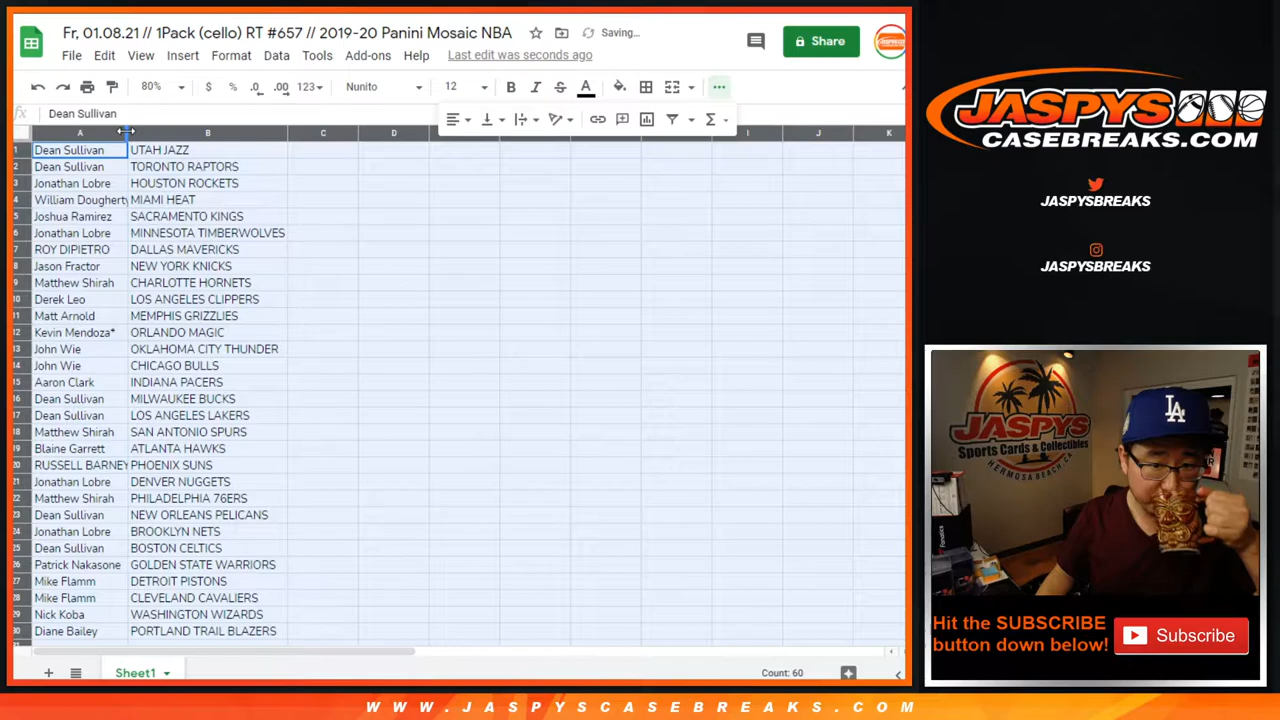 Fr, 01.08.21 // 1Pack (cello) RT #657 // 2019-20 Panini Mosaic NBA
Saving...
File Edit View Insert Format Data Tools Add-ons Help Last edit was seconds ago
Share
80% $ % .0 .00 123 Nunito 12 B I S A
fx Dean Sullivan
A B C D I J K
1 Dean Sullivan UTAH JAZZ
2 Dean Sullivan TORONTO RAPTORS
3 Jonathan Lobre HOUSTON ROCKETS
4 William Dougherty MIAMI HEAT
5 Joshua Ramirez SACRAMENTO KINGS
6 Jonathan Lobre MINNESOTA TIMBERWOLVES
7 ROY DIPIETRO DALLAS MAVERICKS
8 Jason Fractor NEW YORK KNICKS
9 Matthew Shirah CHARLOTTE HORNETS
10 Derek Leo LOS ANGELES CLIPPERS
11 Matt Arnold MEMPHIS GRIZZLIES
12 Kevin Mendoza* ORLANDO MAGIC
13 John Wie OKLAHOMA CITY THUNDER
14 John Wie CHICAGO BULLS
15 Aaron Clark INDIANA PACERS
16 Dean Sullivan MILWAUKEE BUCKS
17 Dean Sullivan LOS ANGELES LAKERS
18 Matthew Shirah SAN ANTONIO SPURS
19 Blaine Garrett ATLANTA HAWKS
20 RUSSELL BARNEY PHOENIX SUNS
21 Jonathan Lobre DENVER NUGGETS
22 Matthew Shirah PHILADELPHIA 76ERS
23 Dean Sullivan NEW ORLEANS PELICANS
24 Jonathan Lobre BROOKLYN NETS
25 Dean Sullivan BOSTON CELTICS
26 Patrick Nakasone GOLDEN STATE WARRIORS
27 Mike Flamm DETROIT PISTONS
28 Mike Flamm CLEVELAND CAVALIERS
29 Nick Koba WASHINGTON WIZARDS
30 Diane Bailey PORTLAND TRAIL BLAZERS
Sheet1
Count: 60
JASPYS
CASEBREAKS.COM
JASPYSBREAKS
JASPYSBREAKS
JASPYS
Sports Cards & Collectibles
HERMOSA BEACH, CA
LA
Hit the SUBSCRIBE
button down below!
Subscribe
WWW.JASPYSCASEBREAKS.COM